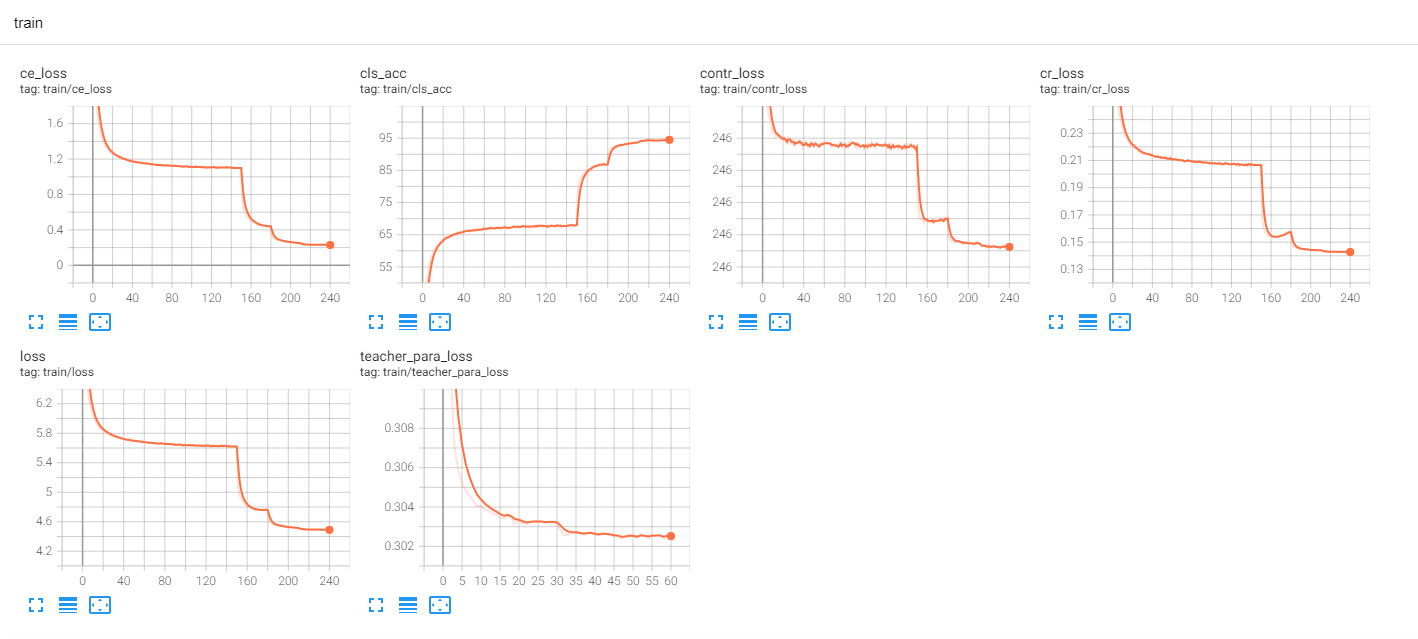 train
ce_loss
tag: train/ce_loss
1.6
1.2
0.8
0.4
0
0 40 80 120 160 200 240
cls_acc
tag: train/cls_acc
95
85
75
65
55
0 40 80 120 160 200 240
contr_loss
tag: train/contr_loss
246
246
246
246
246
0 40 80 120 160 200 240
cr_loss
tag: train/cr_loss
0.23
0.21
0.19
0.17
0.15
0.13
0 40 80 120 160 200 240
loss
tag: train/loss
6.2
5.8
5.4
5
4.6
4.2
0 40 80 120 160 200 240
teacher_para_loss
tag: train/teacher_para_loss
0.308
0.306
0.304
0.302
0 5 10 15 20 25 30 35 40 45 50 55 60